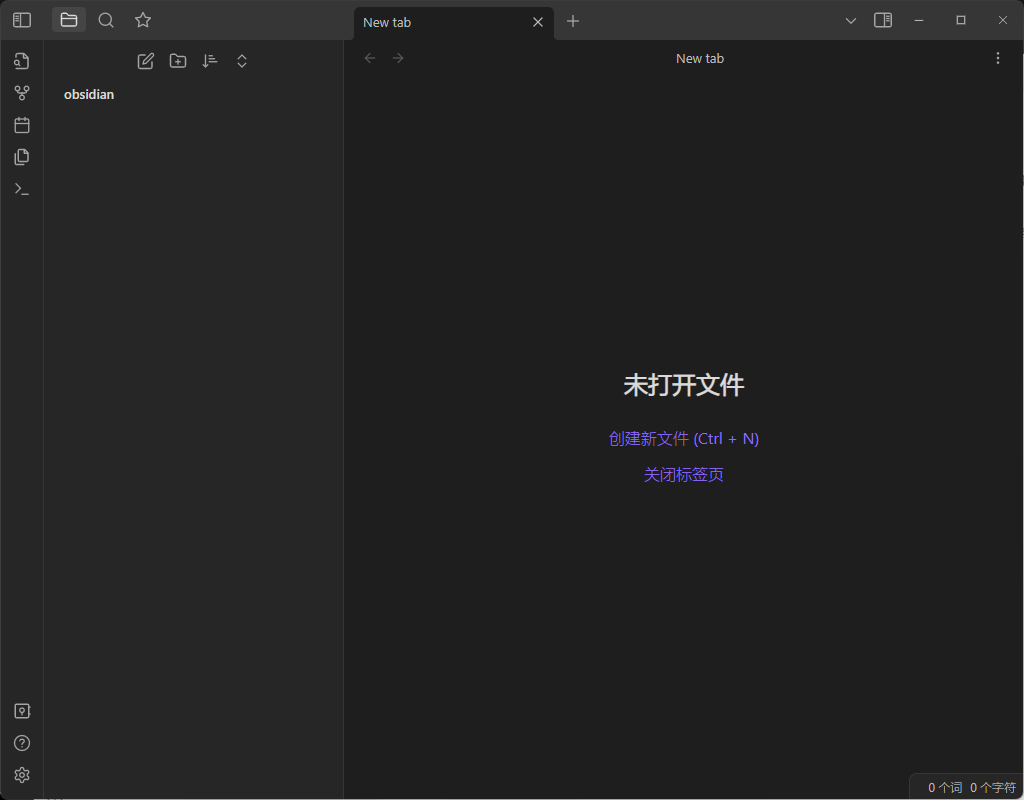 New tab
New tab
obsidian
未打开文件
创建新文件 (Ctrl + N)
关闭标签页
0 个词 0 个字符